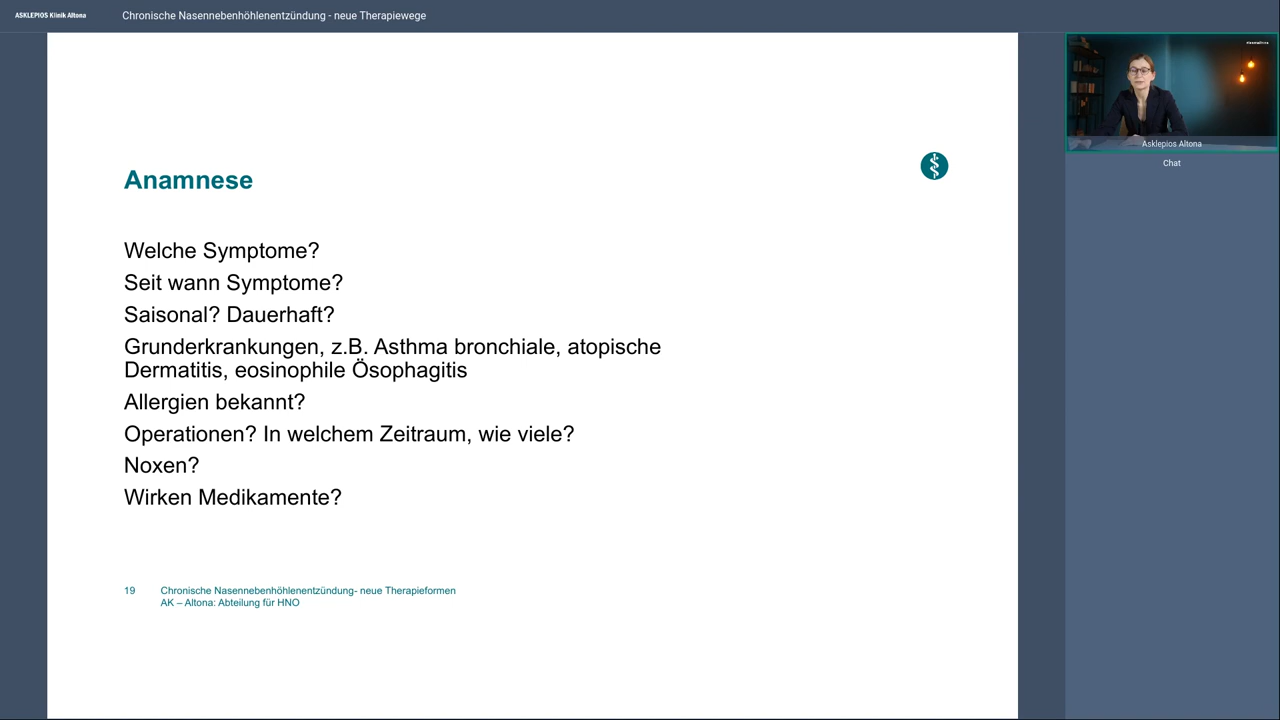 ASKLEPIOS Klinik Altona
Chronische Nasennebenhöhlenentzündung - neue Therapiewege
Asklepios Altona
Chat
Anamnese
Welche Symptome?
Seit wann Symptome?
Saisonal? Dauerhaft?
Grunderkrankungen, z.B. Asthma bronchiale, atopische
Dermatitis, eosinophile Ösophagitis
Allergien bekannt?
Operationen? In welchem Zeitraum, wie viele?
Noxen?
Wirken Medikamente?
19
Chronische Nasennebenhöhlenentzündung- neue Therapieformen
AK – Altona: Abteilung für HNO